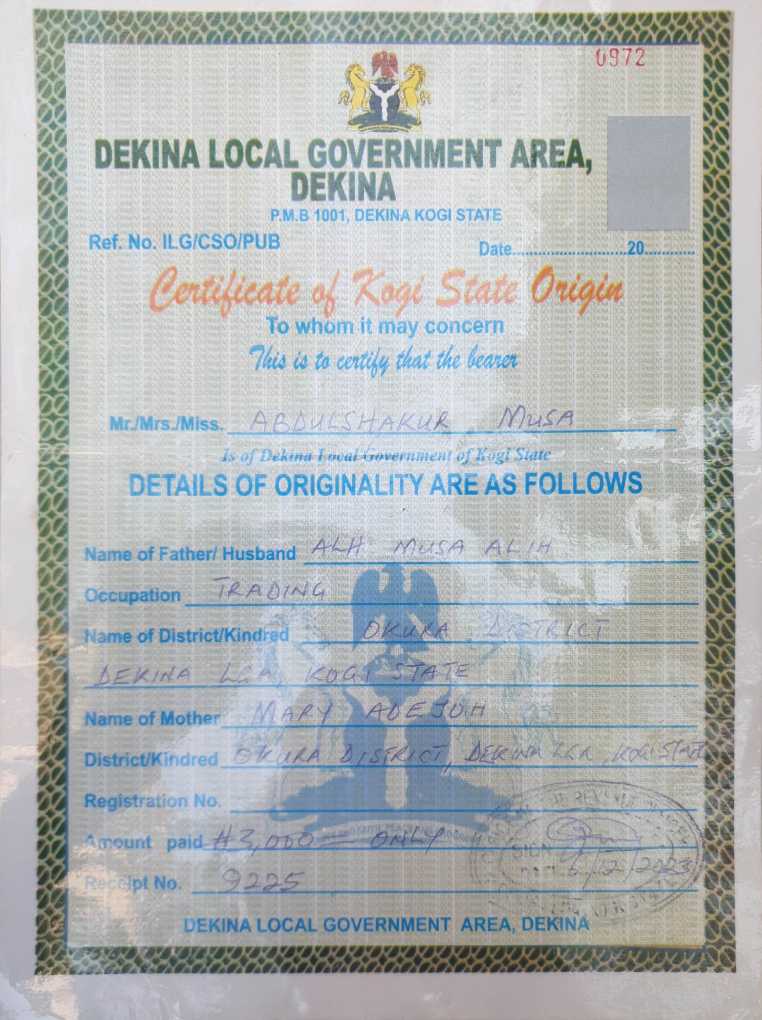 0972
DEKINA LOCAL GOVERNMENT AREA,
DEKINA
P.M.B 1001, DEKINA KOGI STATE
Ref. No. ILG/CSO/PUB
Date............................20............
Certificate of Kogi State Origin
To whom it may concern
This is to certify that the bearer
Mr./Mrs./Miss. ABDULSHAKUR MUSA
Is of Dekina Local Government of Kogi State
DETAILS OF ORIGINALITY ARE AS FOLLOWS
Name of Father/ Husband ALH MUSA ALIH
Occupation TRADING
Name of District/Kindred OKURA DISTRICT
DEKINA LGA, KOGI STATE
Name of Mother MARY ADEJOH
District/Kindred OKURA DISTRICT, DEKINA LGA, KOGI STATE
Registration No.
Amount paid ₦3,000 ONLY
SIGN
6/12/2023
Receipt No. 9225
DEKINA LOCAL GOVERNMENT AREA, DEKINA